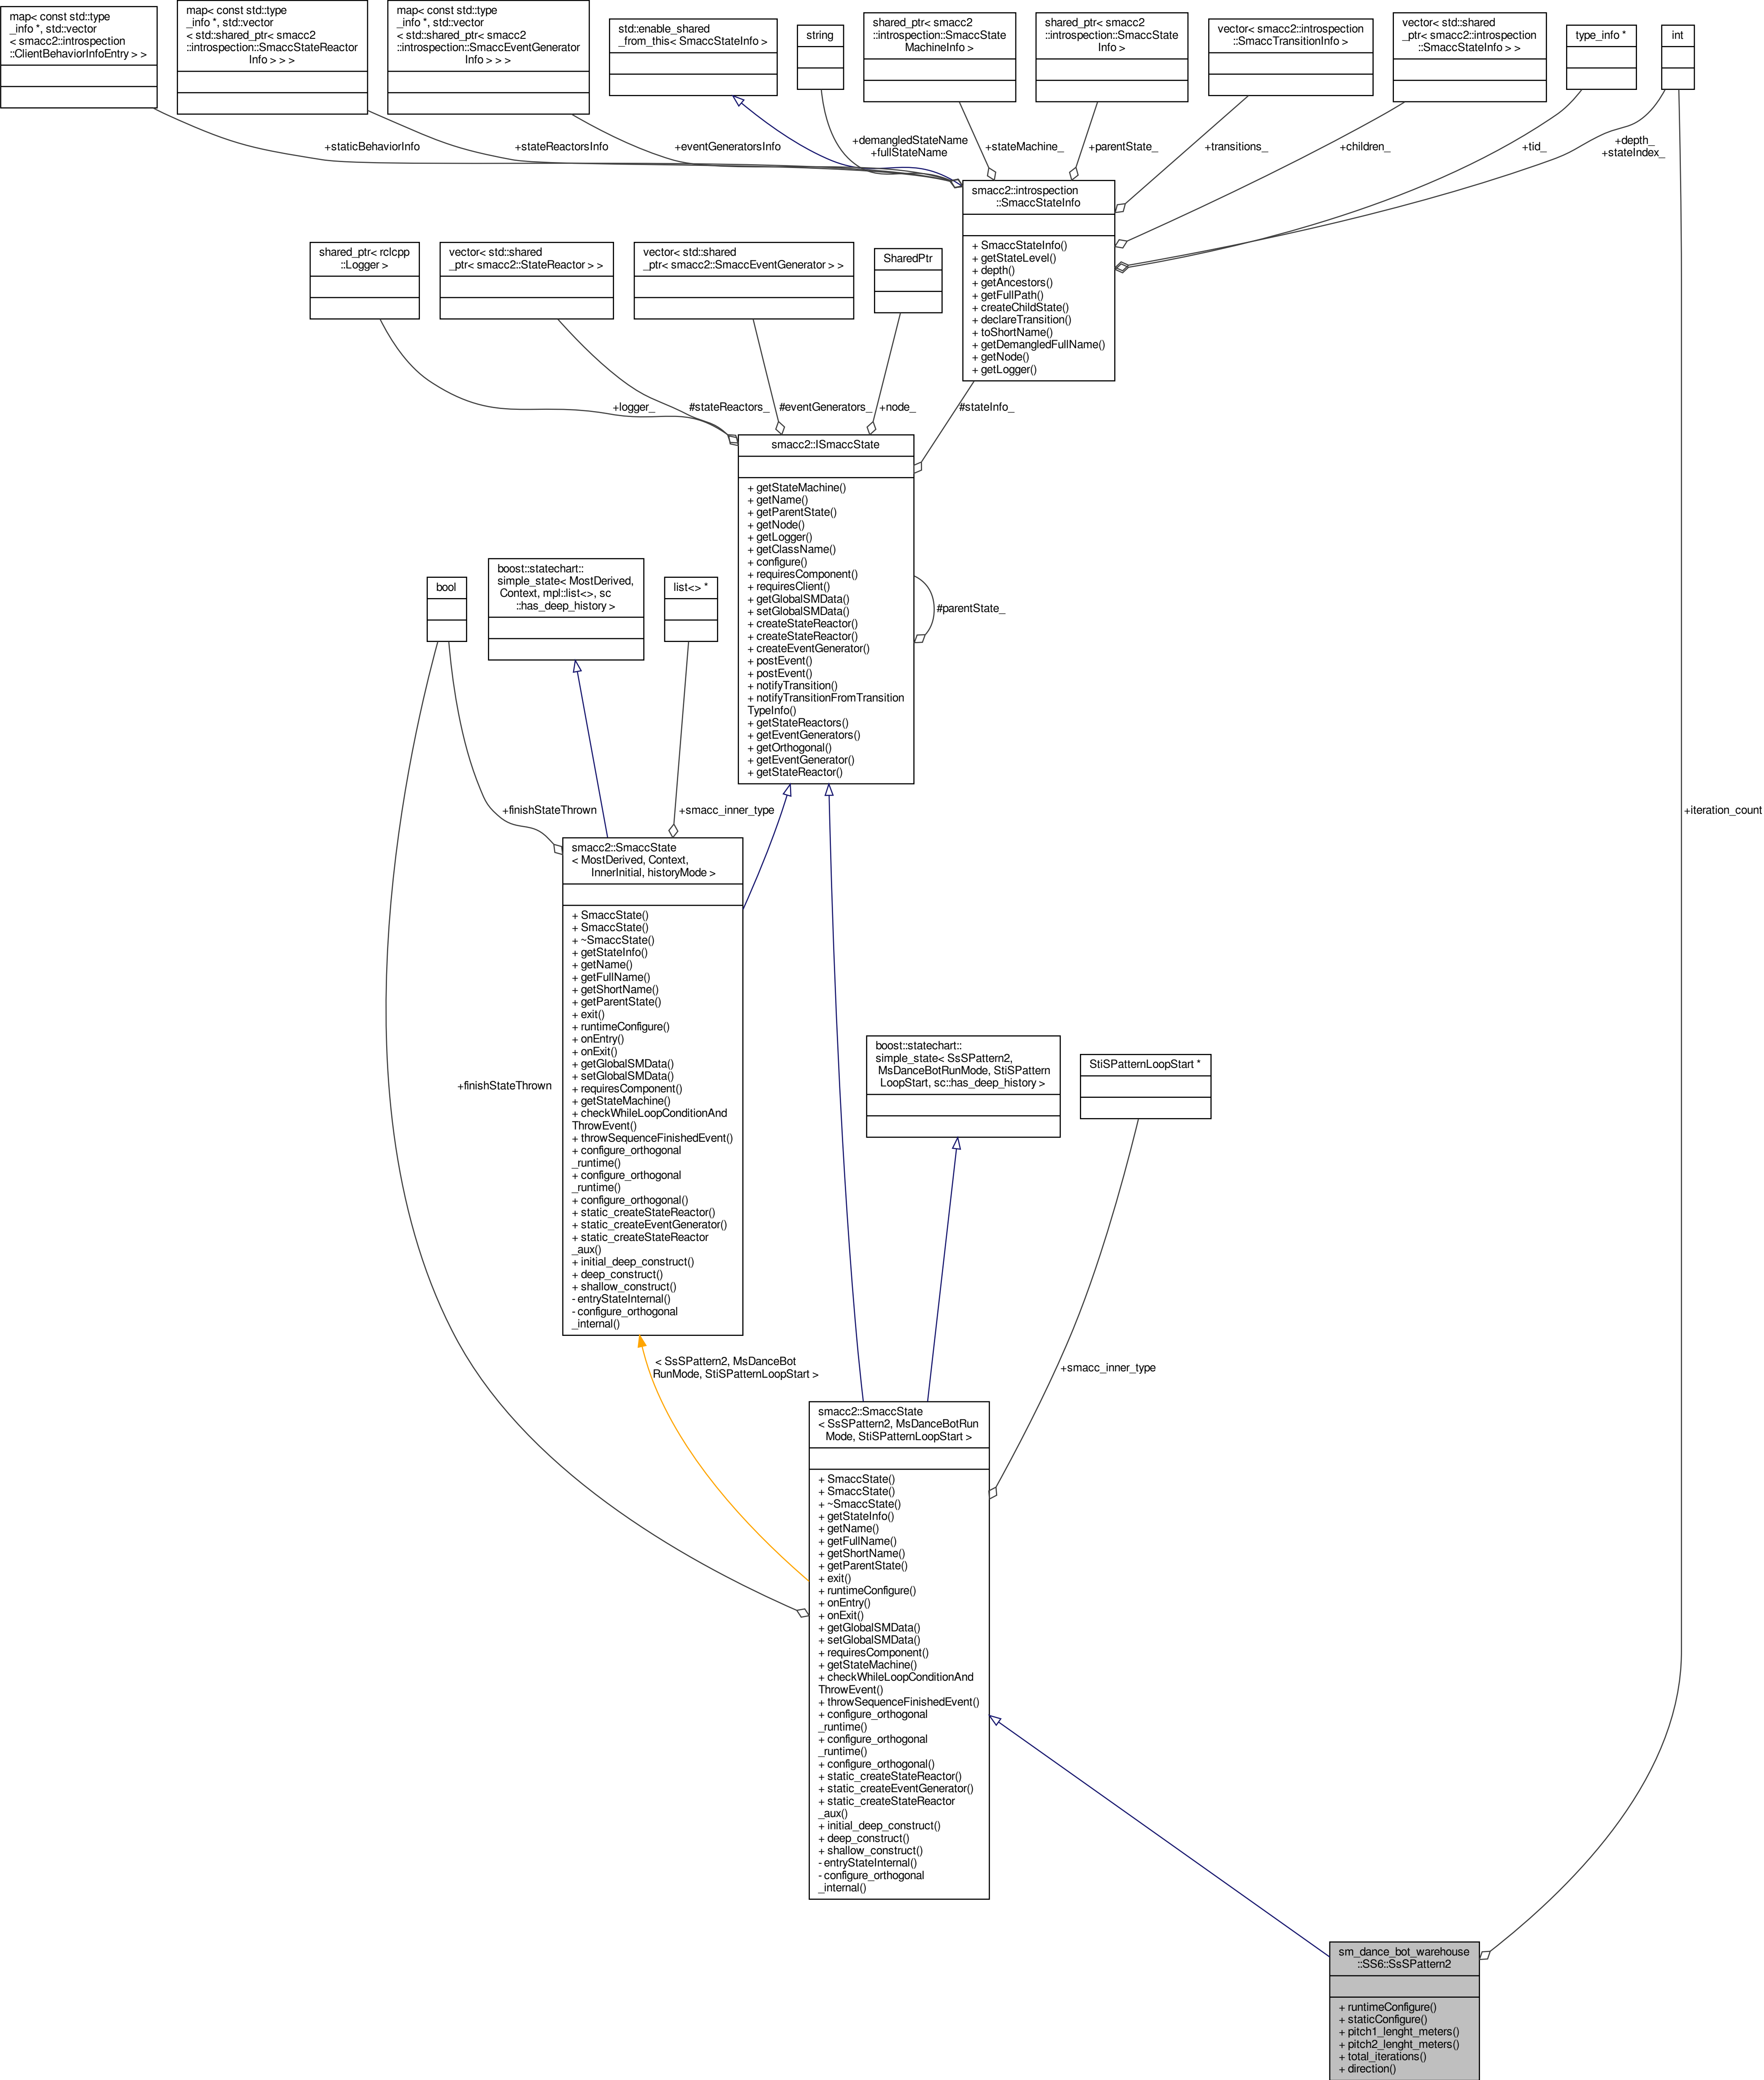 map< const std::type
_info *, std::vector
< smacc2::introspection
::ClientBehaviorInfoEntry > >
map< const std::type
_info *, std::vector
< std::shared_ptr< smacc2
::introspection::SmaccStateReactor
Info > > >
map< const std::type
_info *, std::vector
< std::shared_ptr< smacc2
::introspection::SmaccEventGenerator
Info > > >
std::enable_shared
_from_this< SmaccStateInfo >
string
shared_ptr< smacc2
::introspection::SmaccState
MachineInfo >
shared_ptr< smacc2
::introspection::SmaccState
Info >
vector< smacc2::introspection
::SmaccTransitionInfo >
vector< std::shared
_ptr< smacc2::introspection
::SmaccStateInfo > >
type_info *
int
+staticBehaviorInfo
+stateReactorsInfo
+eventGeneratorsInfo
+demangledStateName
+fullStateName
+stateMachine_
+parentState_
+transitions_
+children_
+tid_
+depth_
+stateIndex_
smacc2::introspection
::SmaccStateInfo
+ SmaccStateInfo()
+ getStateLevel()
+ depth()
+ getAncestors()
+ getFullPath()
+ createChildState()
+ declareTransition()
+ toShortName()
+ getDemangledFullName()
+ getNode()
+ getLogger()
shared_ptr< rclcpp
::Logger >
vector< std::shared
_ptr< smacc2::StateReactor > >
vector< std::shared
_ptr< smacc2::SmaccEventGenerator > >
SharedPtr
+logger_
#stateReactors_
#eventGenerators_
+node_
#stateInfo_
smacc2::ISmaccState
+ getStateMachine()
+ getName()
+ getParentState()
+ getNode()
+ getLogger()
+ getClassName()
+ configure()
+ requiresComponent()
+ requiresClient()
+ getGlobalSMData()
+ setGlobalSMData()
+ createStateReactor()
+ createStateReactor()
+ createEventGenerator()
+ postEvent()
+ postEvent()
+ notifyTransition()
+ notifyTransitionFromTransition
TypeInfo()
+ getStateReactors()
+ getEventGenerators()
+ getOrthogonal()
+ getEventGenerator()
+ getStateReactor()
#parentState_
bool
boost::statechart::
simple_state< MostDerived,
Context, mpl::list<>, sc
::has_deep_history >
list<> *
+finishStateThrown
+smacc_inner_type
+iteration_count
smacc2::SmaccState
< MostDerived, Context,
InnerInitial, historyMode >
+ SmaccState()
+ SmaccState()
+ ~SmaccState()
+ getStateInfo()
+ getName()
+ getFullName()
+ getShortName()
+ getParentState()
+ exit()
+ runtimeConfigure()
+ onEntry()
+ onExit()
+ getGlobalSMData()
+ setGlobalSMData()
+ requiresComponent()
+ getStateMachine()
+ checkWhileLoopConditionAnd
ThrowEvent()
+ throwSequenceFinishedEvent()
+ configure_orthogonal
_runtime()
+ configure_orthogonal
_runtime()
+ configure_orthogonal()
+ static_createStateReactor()
+ static_createEventGenerator()
+ static_createStateReactor
_aux()
+ initial_deep_construct()
+ deep_construct()
+ shallow_construct()
- entryStateInternal()
- configure_orthogonal
_internal()
+finishStateThrown
boost::statechart::
simple_state< SsSPattern2,
MsDanceBotRunMode, StiSPattern
LoopStart, sc::has_deep_history >
StiSPatternLoopStart *
< SsSPattern2, MsDanceBot
RunMode, StiSPatternLoopStart >
+smacc_inner_type
smacc2::SmaccState
< SsSPattern2, MsDanceBotRun
Mode, StiSPatternLoopStart >
+ SmaccState()
+ SmaccState()
+ ~SmaccState()
+ getStateInfo()
+ getName()
+ getFullName()
+ getShortName()
+ getParentState()
+ exit()
+ runtimeConfigure()
+ onEntry()
+ onExit()
+ getGlobalSMData()
+ setGlobalSMData()
+ requiresComponent()
+ getStateMachine()
+ checkWhileLoopConditionAnd
ThrowEvent()
+ throwSequenceFinishedEvent()
+ configure_orthogonal
_runtime()
+ configure_orthogonal
_runtime()
+ configure_orthogonal()
+ static_createStateReactor()
+ static_createEventGenerator()
+ static_createStateReactor
_aux()
+ initial_deep_construct()
+ deep_construct()
+ shallow_construct()
- entryStateInternal()
- configure_orthogonal
_internal()
sm_dance_bot_warehouse
::SS6::SsSPattern2
+ runtimeConfigure()
+ staticConfigure()
+ pitch1_lenght_meters()
+ pitch2_lenght_meters()
+ total_iterations()
+ direction()